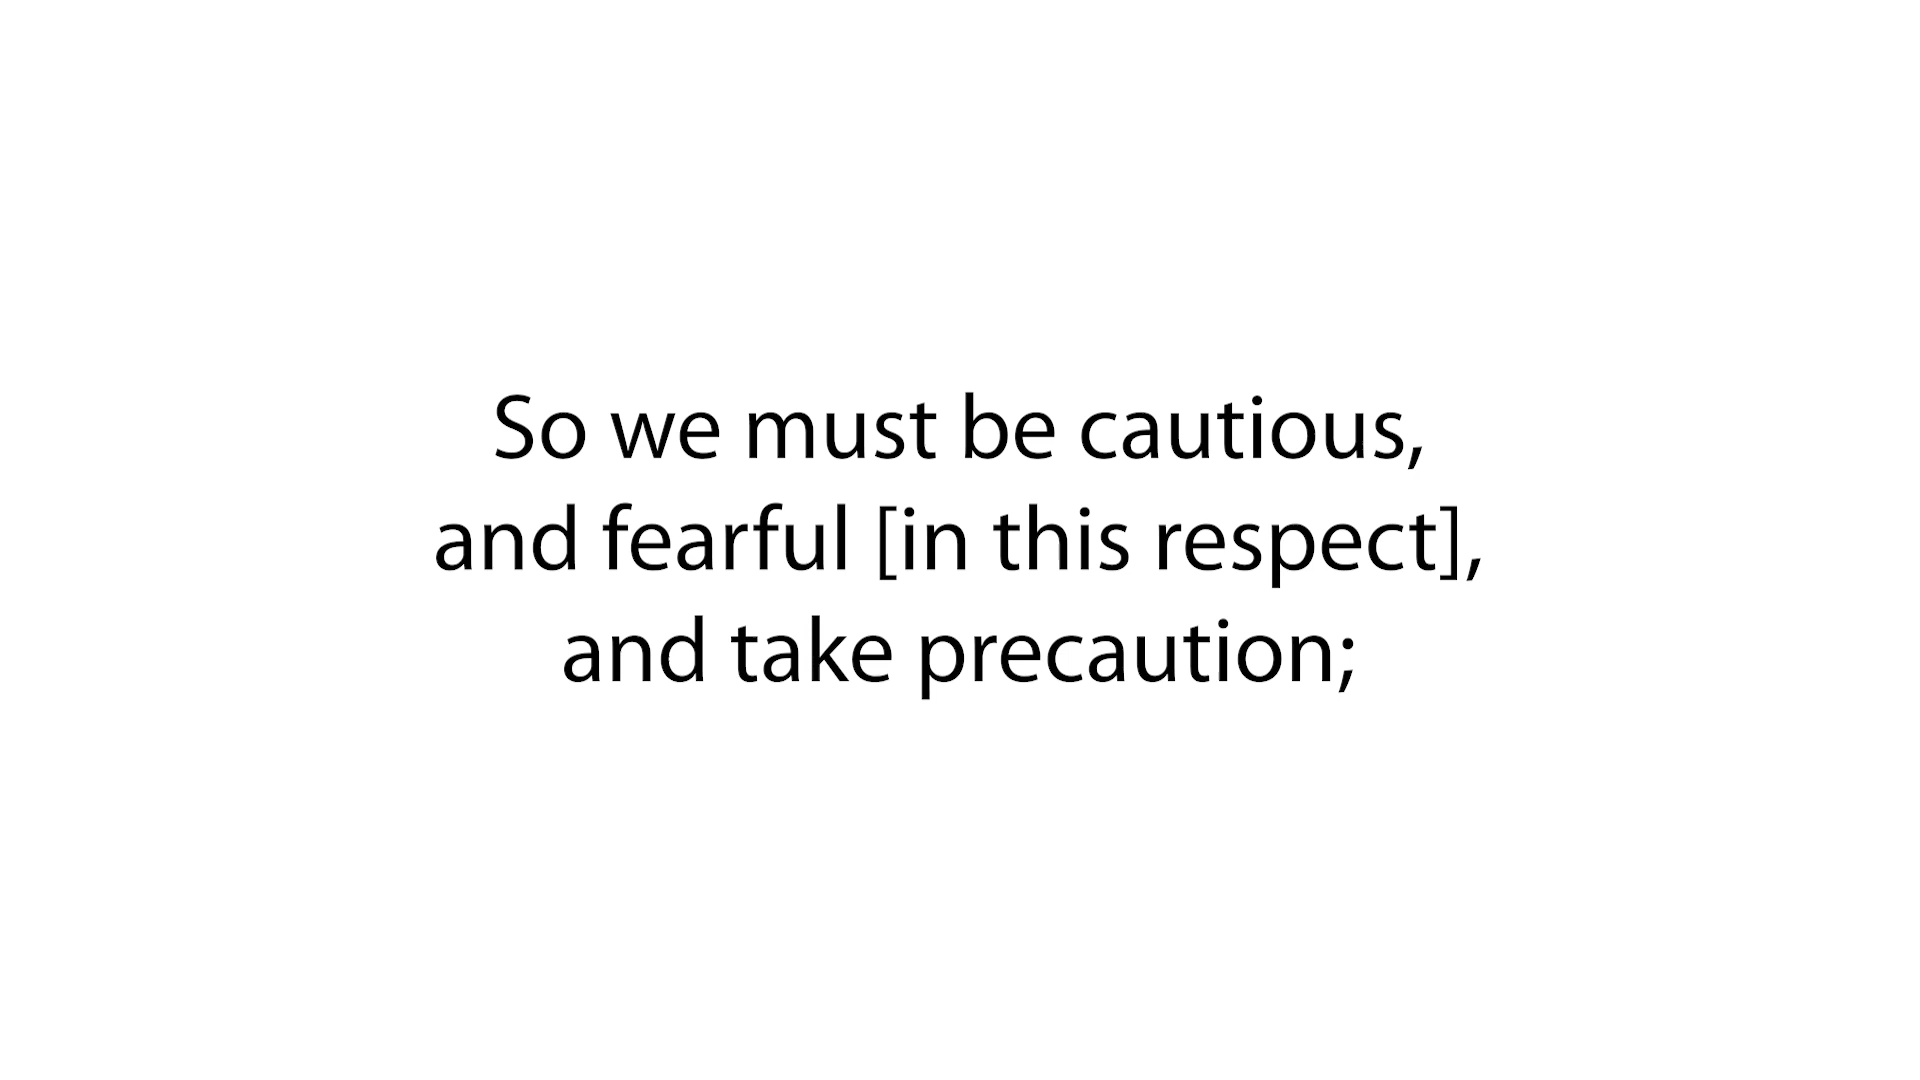 So we must be cautious,
and fearful [in this respect],
and take precaution;